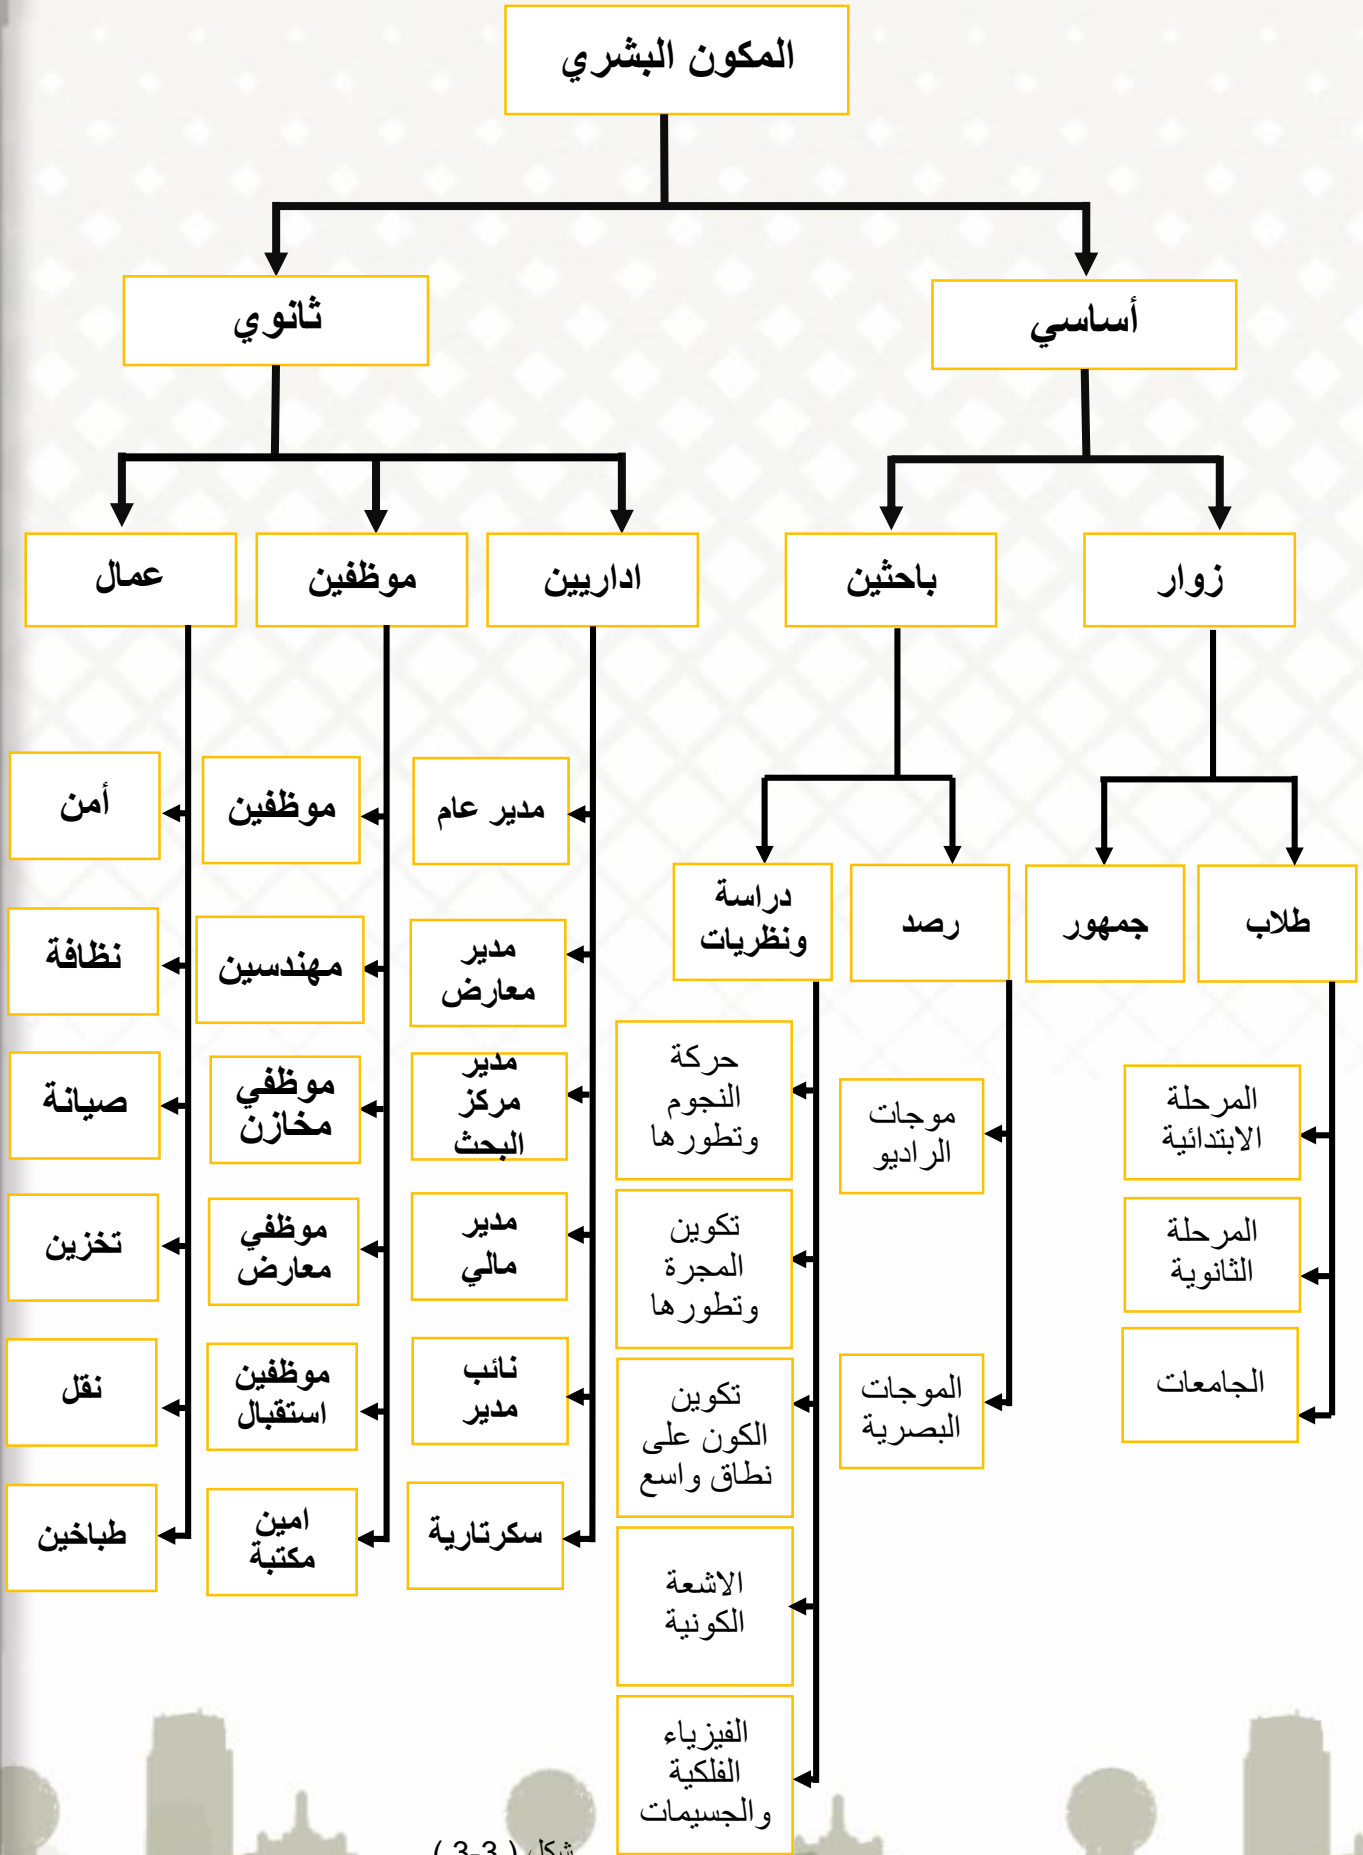 المكون البشري
أساسي
ثانوي
زوار
باحثين
اداريين
موظفين
عمال
طلاب
جمهور
رصد
دراسة
ونظريات
المرحلة
الابتدائية
المرحلة
الثانوية
الجامعات
موجات
الراديو
الموجات
البصرية
حركة
النجوم
وتطورها
تكوين
المجرة
وتطورها
تكوين
الكون على
نطاق واسع
الاشعة
الكونية
الفيزياء
الفلكية
والجسيمات
مدير عام
مدير
معارض
مدير
مركز
البحث
مدير
مالي
نائب
مدير
سكرتارية
موظفين
مهندسين
موظفي
مخازن
موظفي
معارض
موظفين
استقبال
امين
مكتبة
أمن
نظافة
صيانة
تخزين
نقل
طباخين
شكل ( 3-3 )